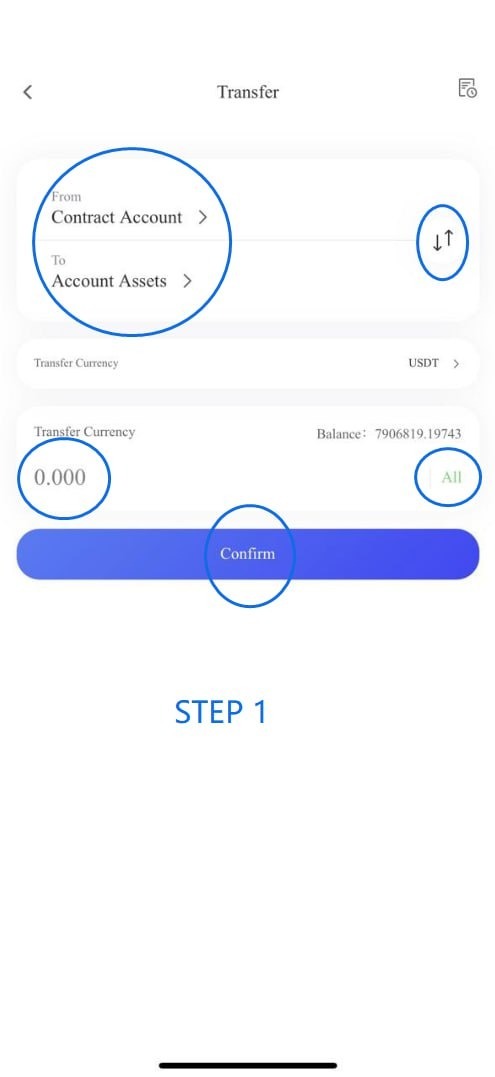 Transfer
From
Contract Account
To
Account Assets
Transfer Currency USDT
Transfer Currency Balance: 7906819.19743
0.000 All
Confirm
STEP 1